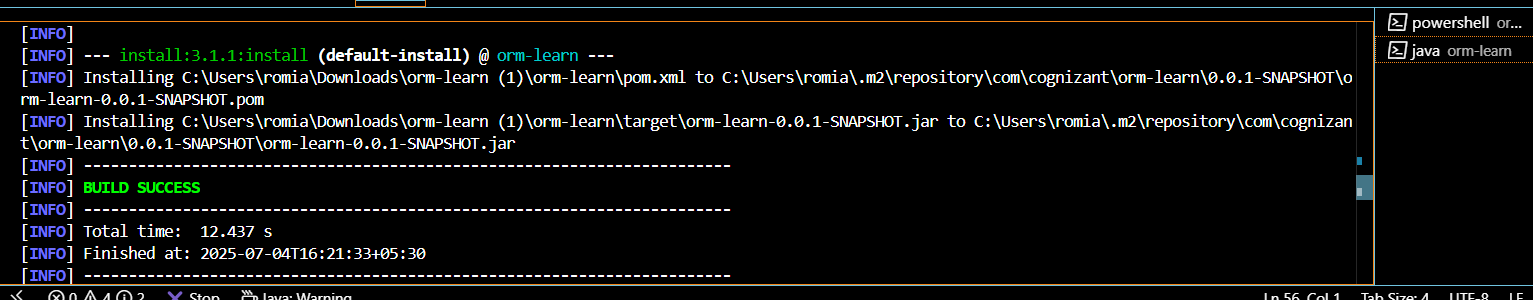 [INFO]
[INFO] --- install:3.1.1:install (default-install) @ orm-learn ---
[INFO] Installing C:\Users\romia\Downloads\orm-learn (1)\orm-learn\pom.xml to C:\Users\romia\.m2\repository\com\cognizant\orm-learn\0.0.1-SNAPSHOT\o
rm-learn-0.0.1-SNAPSHOT.pom
[INFO] Installing C:\Users\romia\Downloads\orm-learn (1)\orm-learn\target\orm-learn-0.0.1-SNAPSHOT.jar to C:\Users\romia\.m2\repository\com\cognizan
t\orm-learn\0.0.1-SNAPSHOT\orm-learn-0.0.1-SNAPSHOT.jar
[INFO] ------------------------------------------------------------------------
[INFO] BUILD SUCCESS
[INFO] ------------------------------------------------------------------------
[INFO] Total time:  12.437 s
[INFO] Finished at: 2025-07-04T16:21:33+05:30
[INFO] ------------------------------------------------------------------------
powershell or...
java orm-learn
0 4 2 Stop Java: Warning Ln 56, Col 1 Tab Size: 4 UTF-8 LF